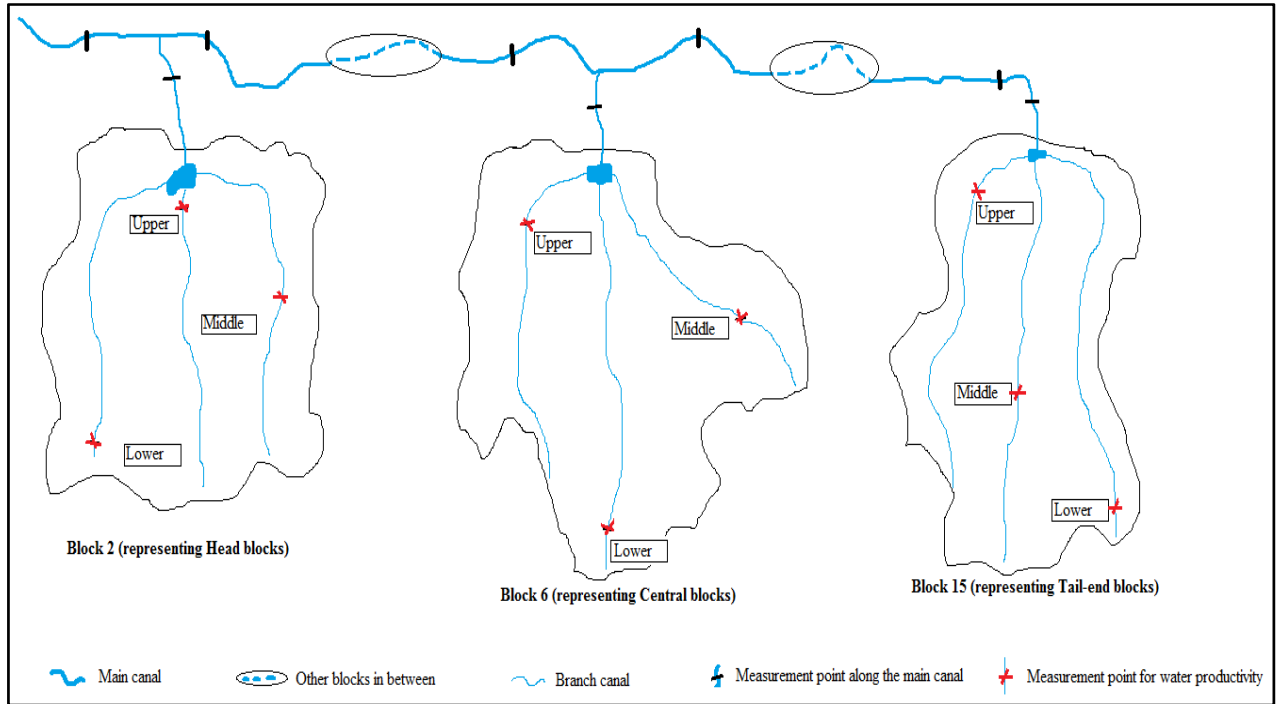 Upper
Middle
Lower
Block 2 (representing Head blocks)
Upper
Middle
Lower
Block 6 (representing Central blocks)
Upper
Middle
Lower
Block 15 (representing Tail-end blocks)
Main canal
Other blocks in between
Branch canal
Measurement point along the main canal
Measurement point for water productivity